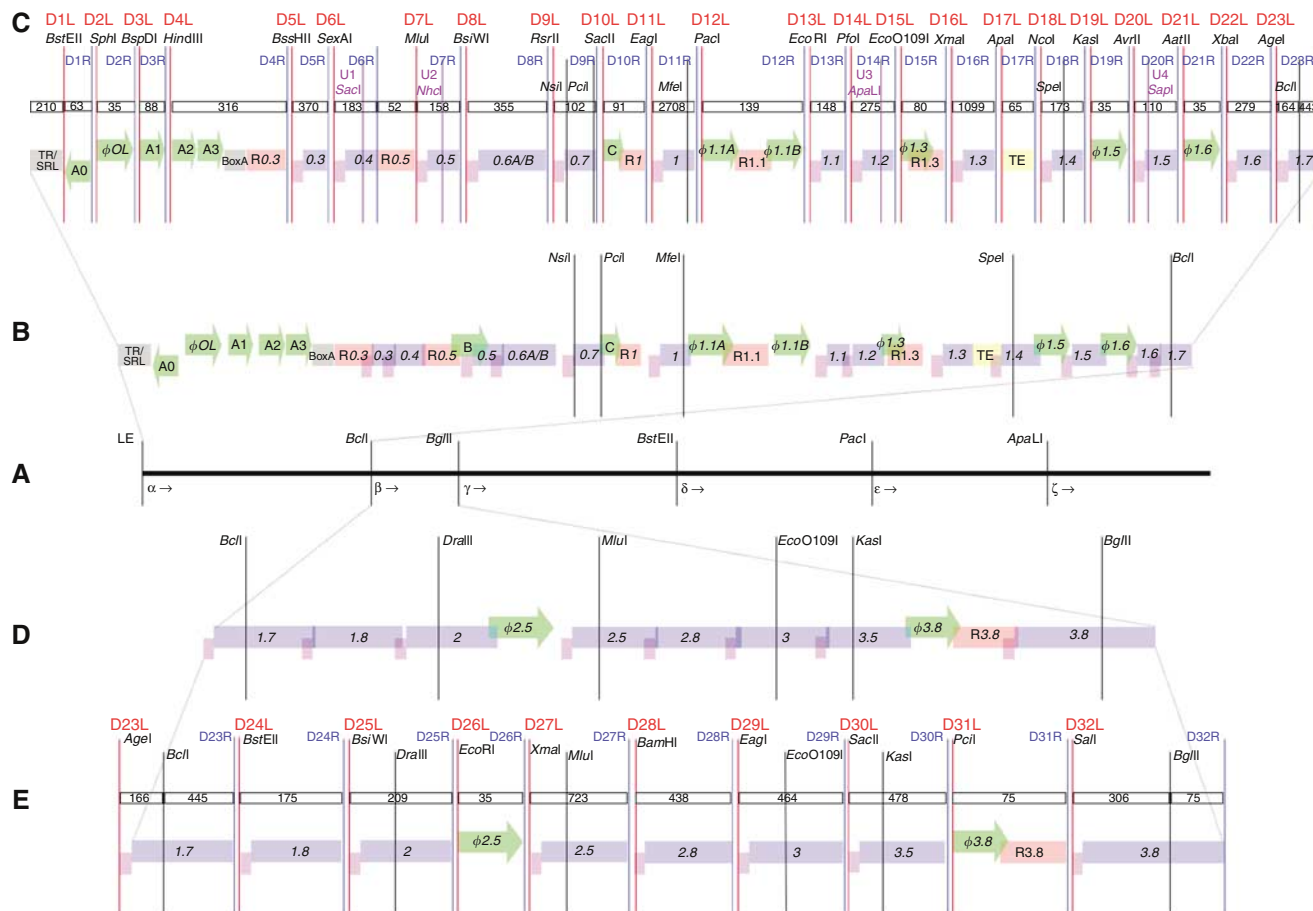 C
D1L D2L D3L D4L D5L D6L D7L D8L D9L D10L D11L D12L D13L D14L D15L D16L D17L D18L D19L D20L D21L D22L D23L
BstEII SphI BspDI HindIII BssHII SexAI MluI BsiWI RsrII SacII EagI PacI EcoRI PfoI EcoO109I XmaI ApaI NcoI KasI AvrII AatII XbaI AgeI
D1R D2R D3R D4R D5R D6R D7R D8R D9R D10R D11R D12R D13R D14R D15R D16R D17R D18R D19R D20R D21R D22R D23R
U1 U2 U3 U4
SacI NheI NsiI PciI MfeI ApaLI SpeI SapI BclI
210 63 35 88 316 370 183 52 158 355 102 91 2708 139 148 275 80 1099 65 173 35 110 35 279 164 44
TR/SRL A0 ϕOL A1 A2 A3 BoxA R0.3 0.3 0.4 R0.5 0.5 0.6A/B 0.7 C R1 1 ϕ1.1A R1.1 ϕ1.1B 1.1 1.2 ϕ1.3 R1.3 1.3 TE 1.4 ϕ1.5 1.5 ϕ1.6 1.6 1.7
NsiI PciI MfeI SpeI BclI
B
TR/SRL A0 ϕOL A1 A2 A3 BoxA R0.3 0.3 0.4 R0.5 B 0.5 0.6A/B 0.7 C R1 1 ϕ1.1A R1.1 ϕ1.1B 1.1 1.2 ϕ1.3 R1.3 1.3 TE 1.4 ϕ1.5 1.5 ϕ1.6 1.6 1.7
LE BclI BglII BstEII PacI ApaLI
A
α→ β→ γ→ δ→ ε→ ζ→
BclI DraIII MluI EcoO109I KasI BglII
D
1.7 1.8 2 ϕ2.5 2.5 2.8 3 3.5 ϕ3.8 R3.8 3.8
D23L D24L D25L D26L D27L D28L D29L D30L D31L D32L
AgeI D23R BstEII D24R BsiWI D25R EcoRI D26R XmaI D27R BamHI D28R EagI D29R SacII D30R PciI D31R SalI D32R
BclI DraIII MluI EcoO109I KasI BglII
E
166 445 175 209 35 723 438 464 478 75 306 75
1.7 1.8 2 ϕ2.5 2.5 2.8 3 3.5 ϕ3.8 R3.8 3.8